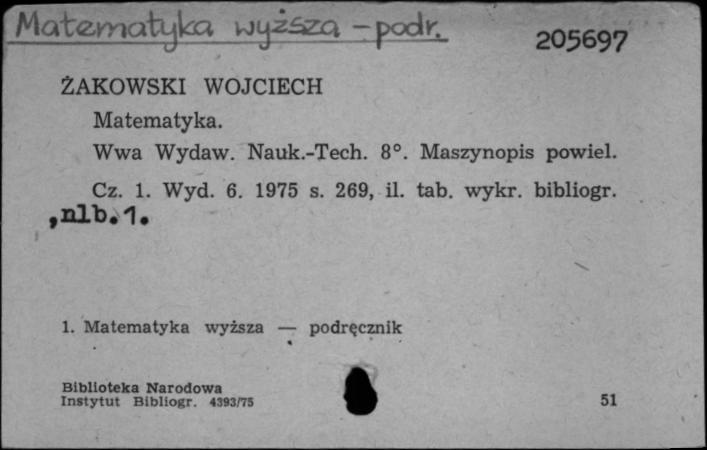 Matematyka wyższa - podr.
205697
ŻAKOWSKI WOJCIECH
Matematyka.
Wwa Wydaw. Nauk.-Tech. 8°. Maszynopis powiel.
Cz. 1. Wyd. 6. 1975 s. 269, il. tab. wykr. bibliogr.
,nlb.1.
1. Matematyka wyższa — podręcznik
Biblioteka Narodowa
Instytut Bibliogr. 4393/75
51